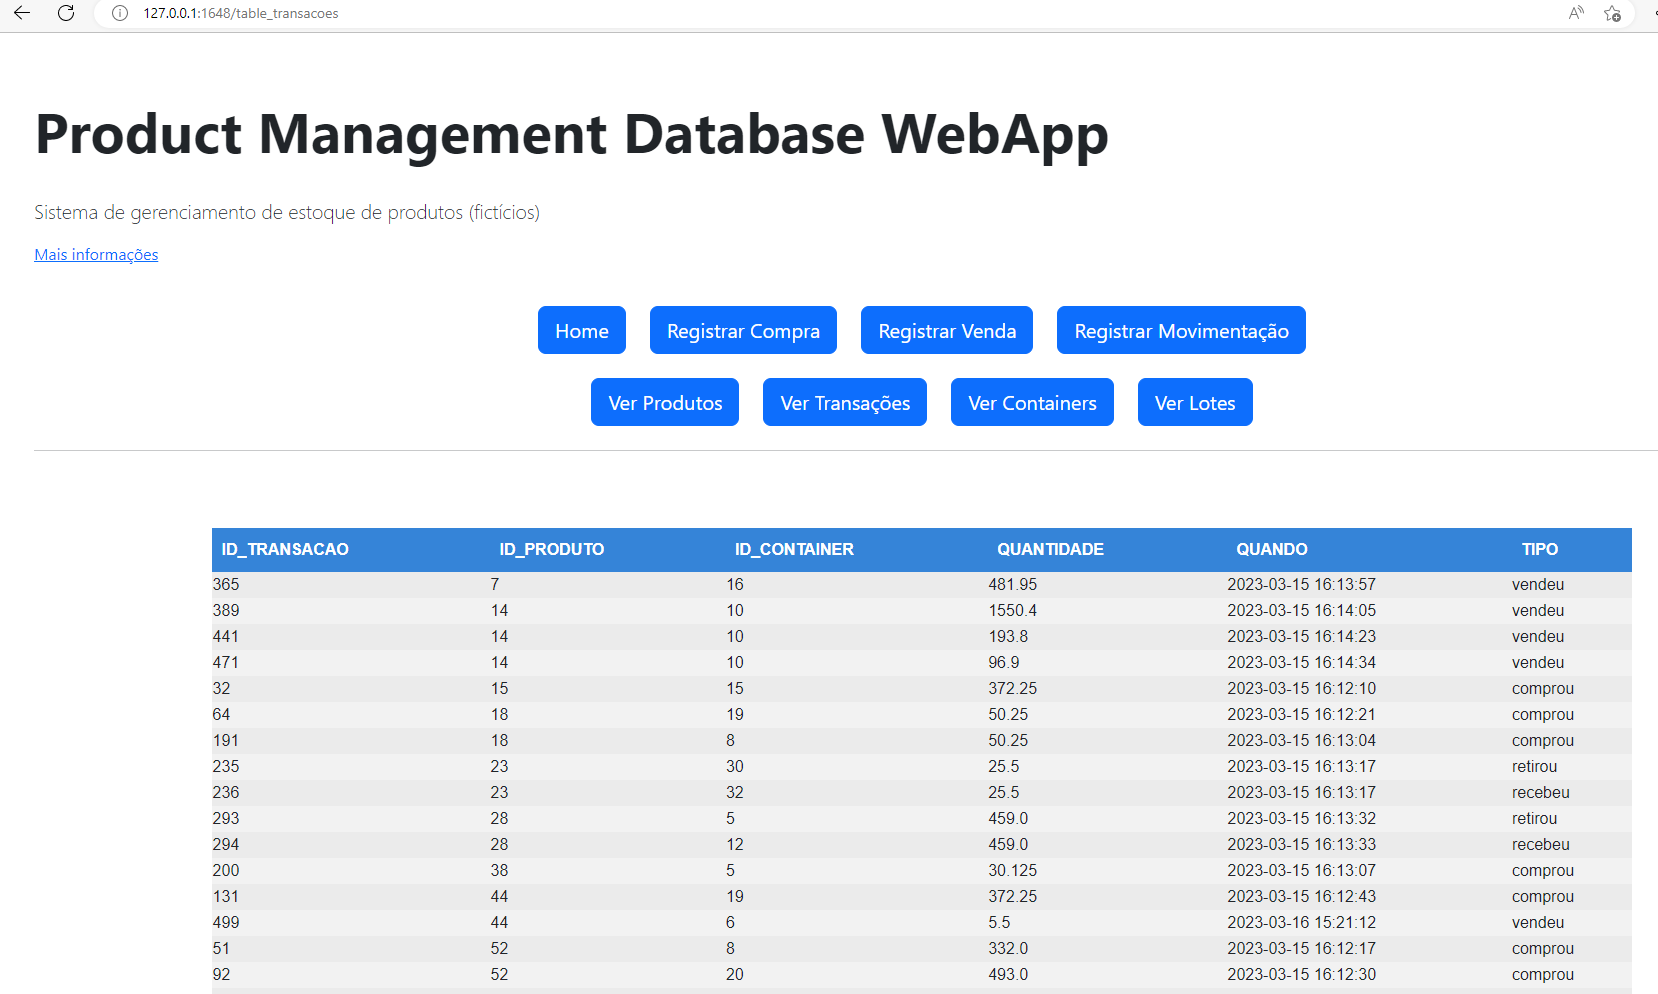 127.0.0.1:1648/table_transacoes
Product Management Database WebApp
Sistema de gerenciamento de estoque de produtos (fictícios)
Mais informações
Home Registrar Compra Registrar Venda Registrar Movimentação
Ver Produtos Ver Transações Ver Containers Ver Lotes
ID_TRANSACAO ID_PRODUTO ID_CONTAINER QUANTIDADE QUANDO TIPO
365 7 16 481.95 2023-03-15 16:13:57 vendeu
389 14 10 1550.4 2023-03-15 16:14:05 vendeu
441 14 10 193.8 2023-03-15 16:14:23 vendeu
471 14 10 96.9 2023-03-15 16:14:34 vendeu
32 15 15 372.25 2023-03-15 16:12:10 comprou
64 18 19 50.25 2023-03-15 16:12:21 comprou
191 18 8 50.25 2023-03-15 16:13:04 comprou
235 23 30 25.5 2023-03-15 16:13:17 retirou
236 23 32 25.5 2023-03-15 16:13:17 recebeu
293 28 5 459.0 2023-03-15 16:13:32 retirou
294 28 12 459.0 2023-03-15 16:13:33 recebeu
200 38 5 30.125 2023-03-15 16:13:07 comprou
131 44 19 372.25 2023-03-15 16:12:43 comprou
499 44 6 5.5 2023-03-16 15:21:12 vendeu
51 52 8 332.0 2023-03-15 16:12:17 comprou
92 52 20 493.0 2023-03-15 16:12:30 comprou